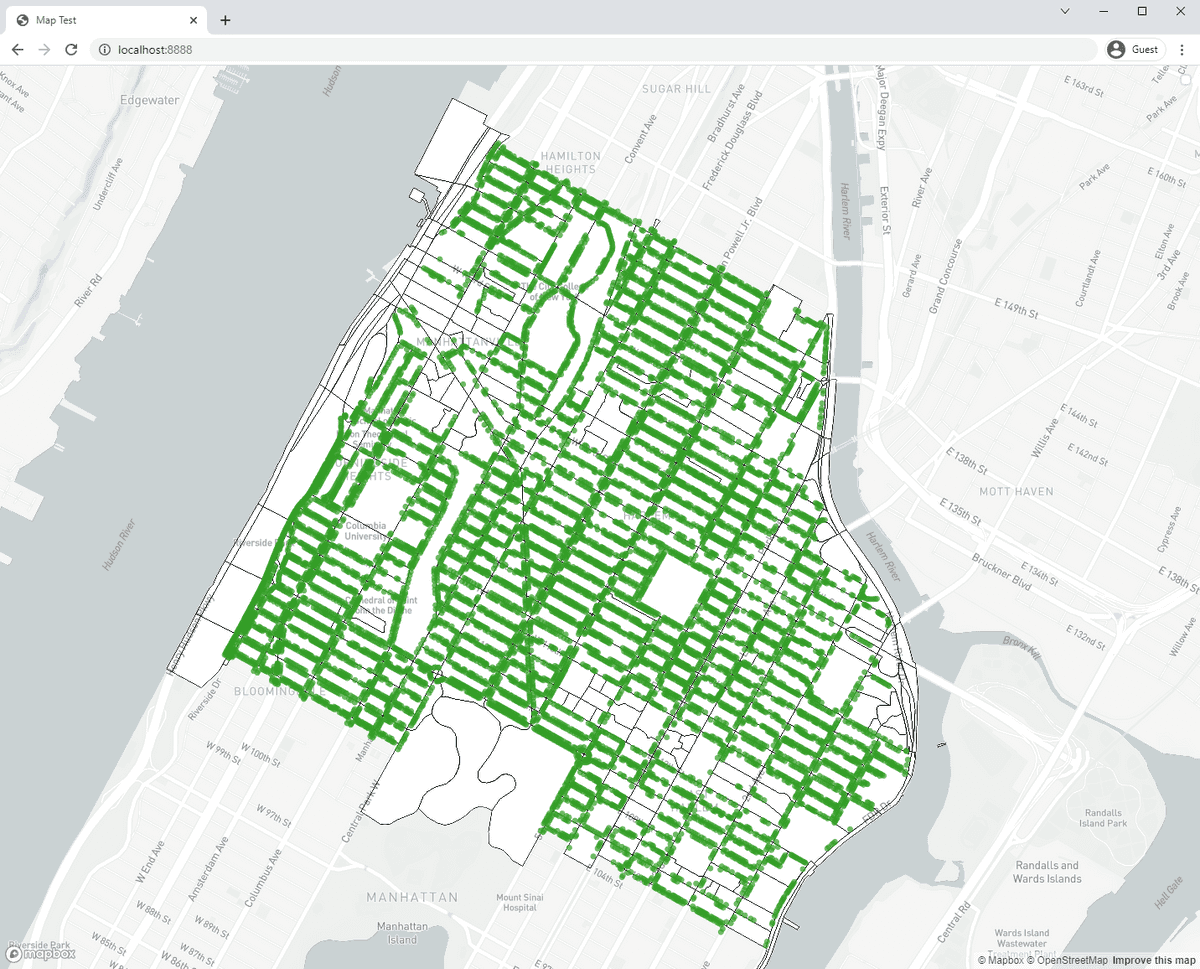 Map Test
localhost:8888
Guest
Edgewater
Undercliff Ave
River Rd
Hudson River
SUGAR HILL
HAMILTON
HEIGHTS
Convent Ave
Bradhurst Ave
Frederick Douglass Blvd
Powell Jr. Blvd
Major Deegan Expy
Harlem River
Exterior St
River Ave
Gerard Ave
Grand Concourse
E 163rd St
Park Ave
E 160th St
Park Ave
Courtlandt Ave
Elton Ave
3rd Ave
Brook Ave
E 149th St
E 144th St
E 142nd St
Willis Ave
E 138th St
MOTT HAVEN
E 135th St
Bruckner Blvd
E 134th St
E 132nd St
Cypress Ave
E 138th St
Willow Ave
Harlem River
Bronx Kill
Columbia
Hudson River
Riverside Dr
BLOOMINGDALE
W 99th St
W 100th St
W 97th St
Central Park W
W End Ave
Amsterdam Ave
Columbus Ave
W 88th St
W 89th St
W 85th St
W 87th St
W 86th St
MANHATTAN
Manhattan
Island
Mount Sinai
Hospital
E 104th St
FDR Dr
Randalls
Island Park
Randalls and
Wards Islands
Central Rd
Wards Island
Wastewater
Hell Gate
Riverside Park
mapbox
© Mapbox © OpenStreetMap Improve this map